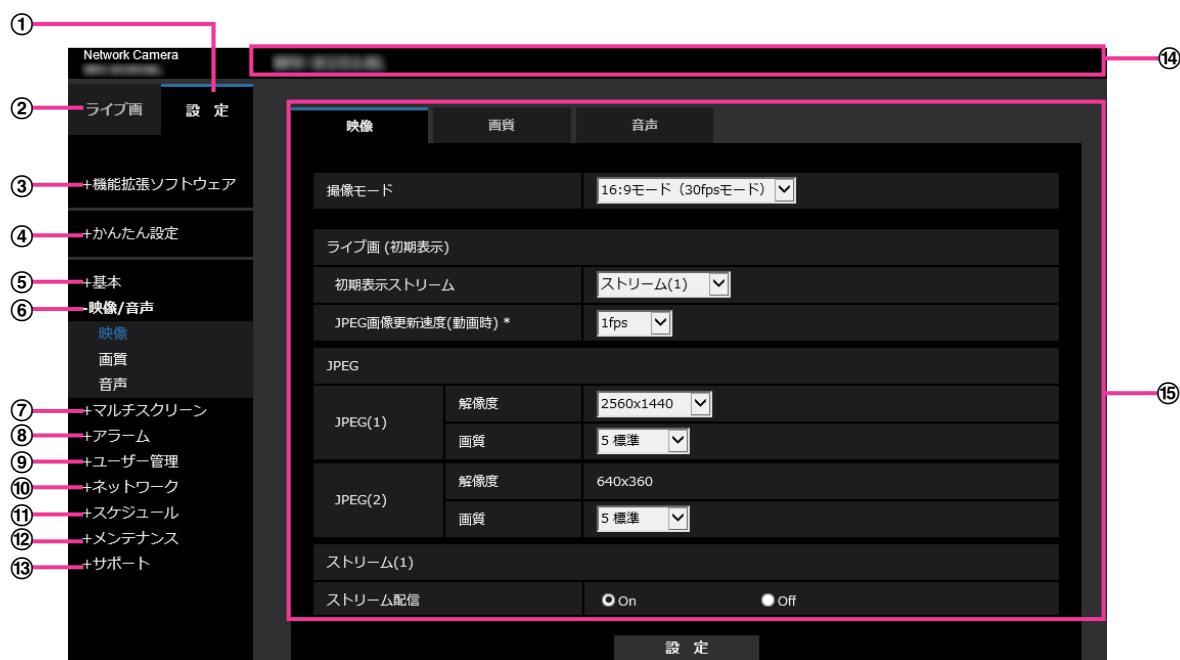 ①
⑭
Network Camera
② ライブ画 設 定
映像 画質 音声
③ +機能拡張ソフトウェア
撮像モード 16:9モード（30fpsモード）
④ +かんたん設定
ライブ画 (初期表示)
⑤ +基本
初期表示ストリーム ストリーム(1)
⑥ -映像/音声
JPEG画像更新速度(動画時) * 1fps
映像
画質
音声
JPEG
⑮
JPEG(1) 解像度 2560x1440
画質 5 標準
⑦ +マルチスクリーン
⑧ +アラーム
⑨ +ユーザー管理
⑩ +ネットワーク
⑪ +スケジュール
⑫ +メンテナンス
⑬ +サポート
JPEG(2) 解像度 640x360
画質 5 標準
ストリーム(1)
ストリーム配信 On Off
設 定